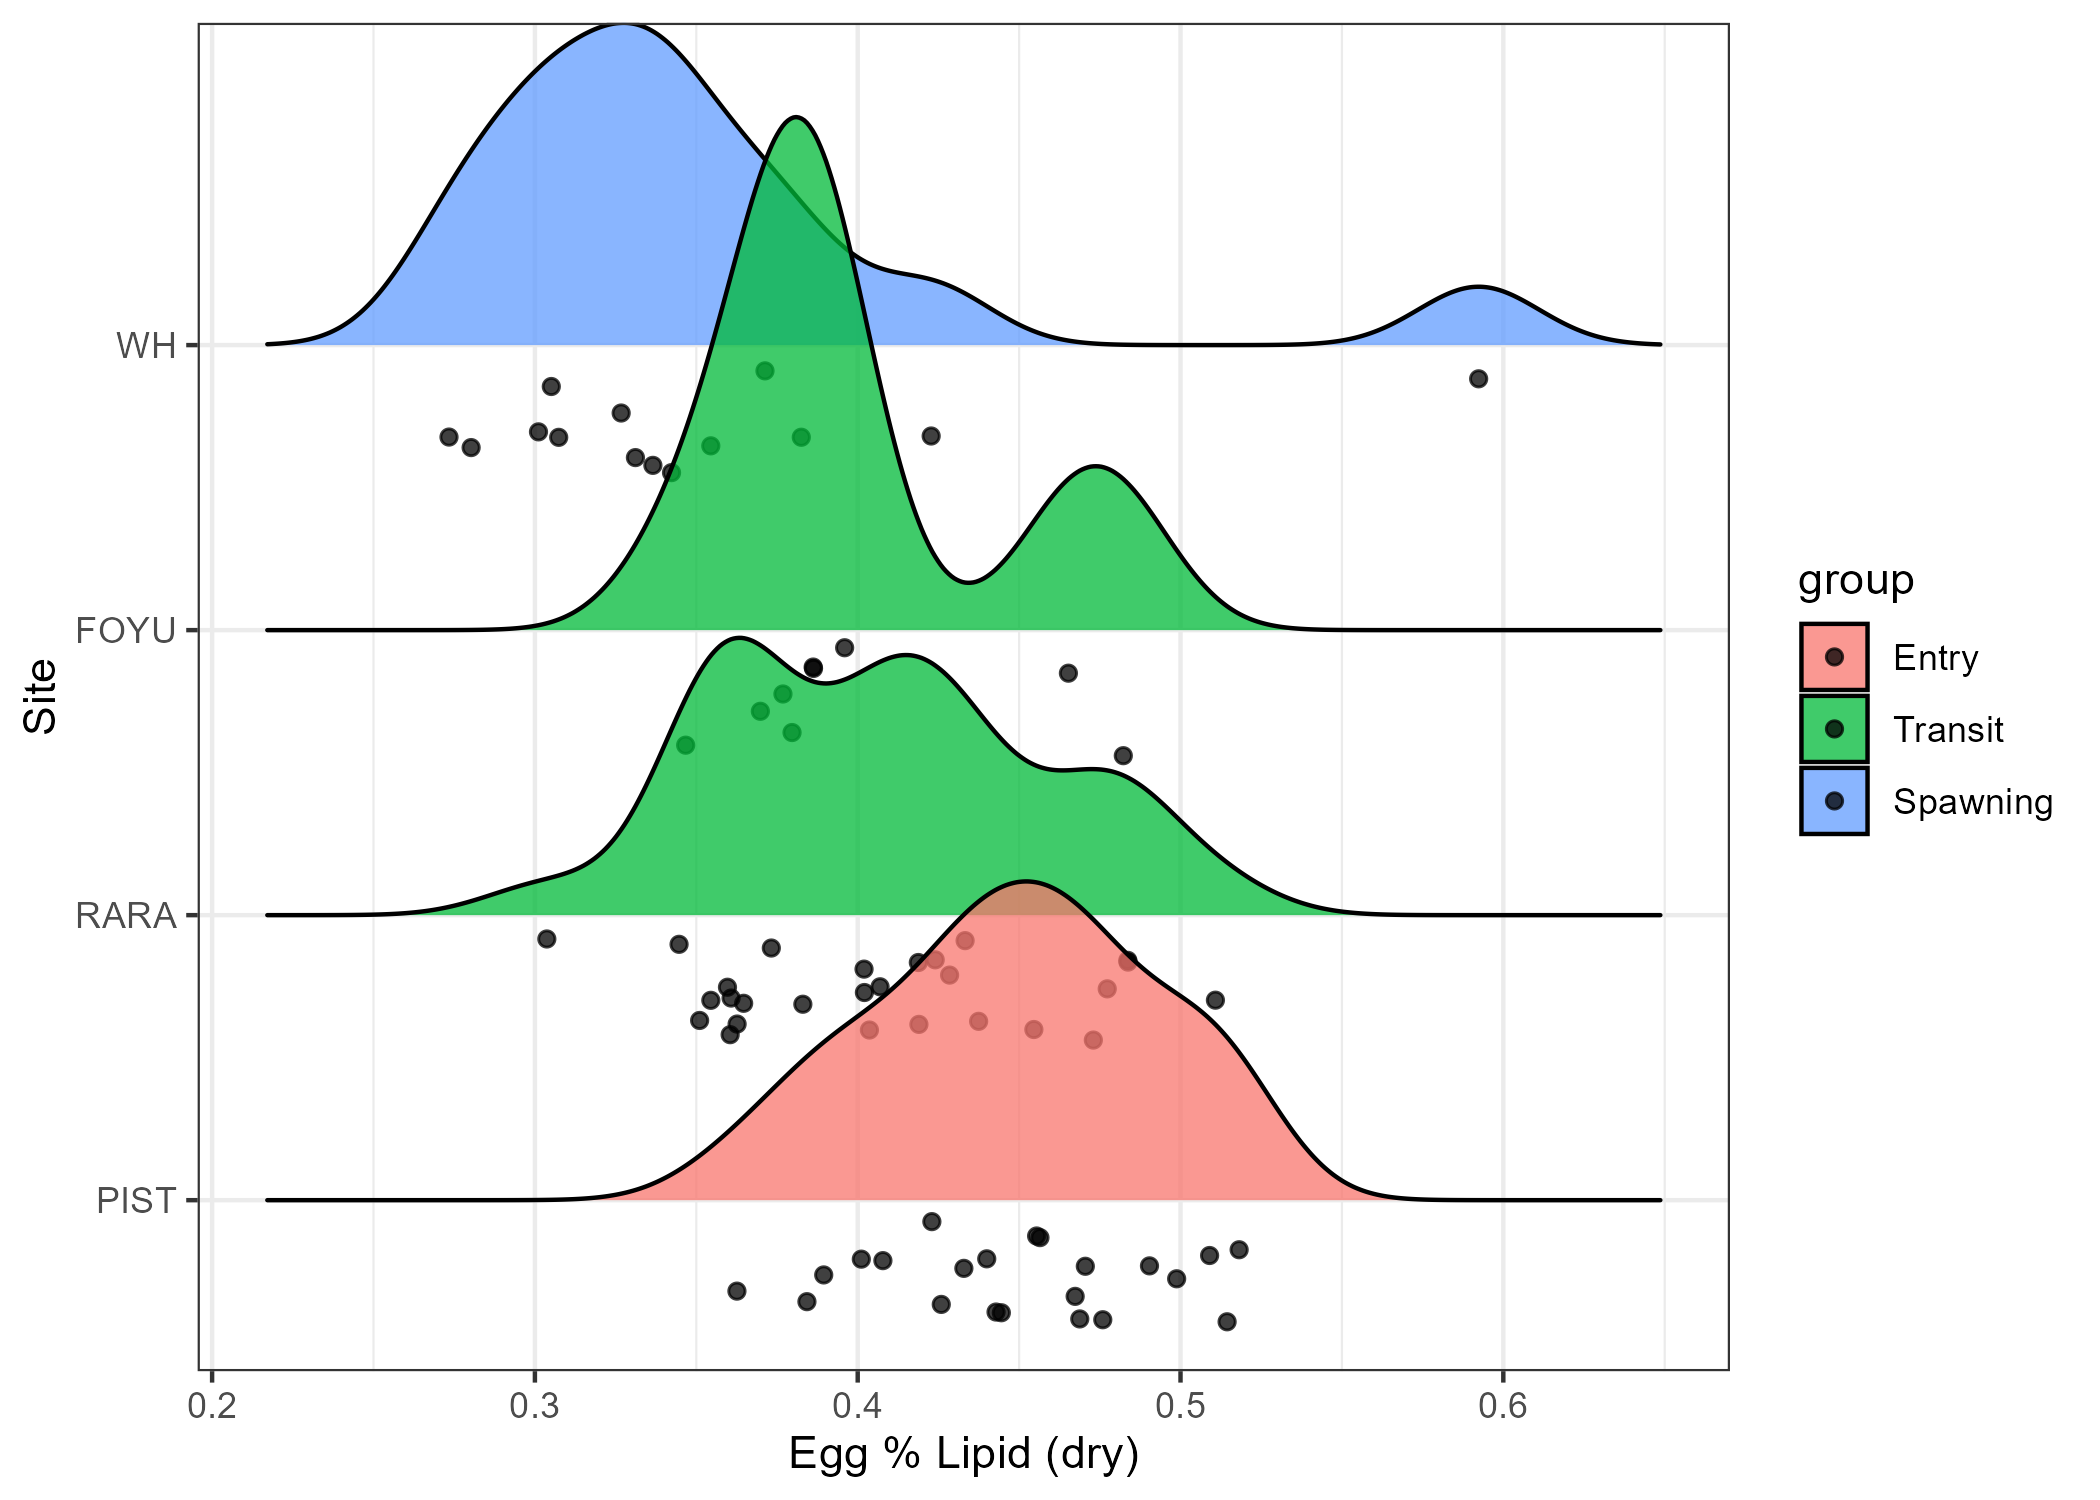 WH
FOYU
RARA
PIST
Site
0.2 0.3 0.4 0.5 0.6
Egg % Lipid (dry)
group
Entry
Transit
Spawning